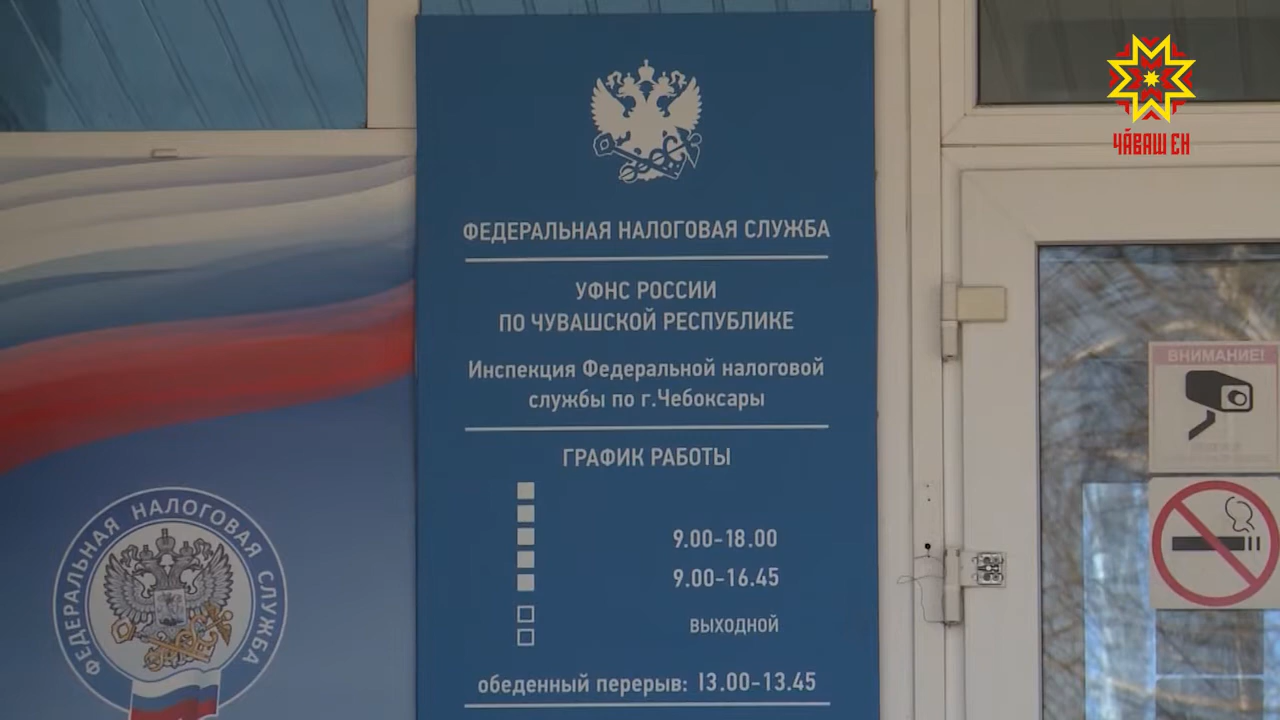 ЧӐВАШ ЕН
ФЕДЕРАЛЬНАЯ НАЛОГОВАЯ СЛУЖБА
УФНС РОССИИ
ПО ЧУВАШСКОЙ РЕСПУБЛИКЕ
Инспекция Федеральной налоговой
службы по г.Чебоксары
ГРАФИК РАБОТЫ
9.00-18.00
9.00-16.45
выходной
обеденный перерыв: 13.00-13.45
ФЕДЕРАЛЬНАЯ НАЛОГОВАЯ СЛУЖБА
ВНИМАНИЕ!